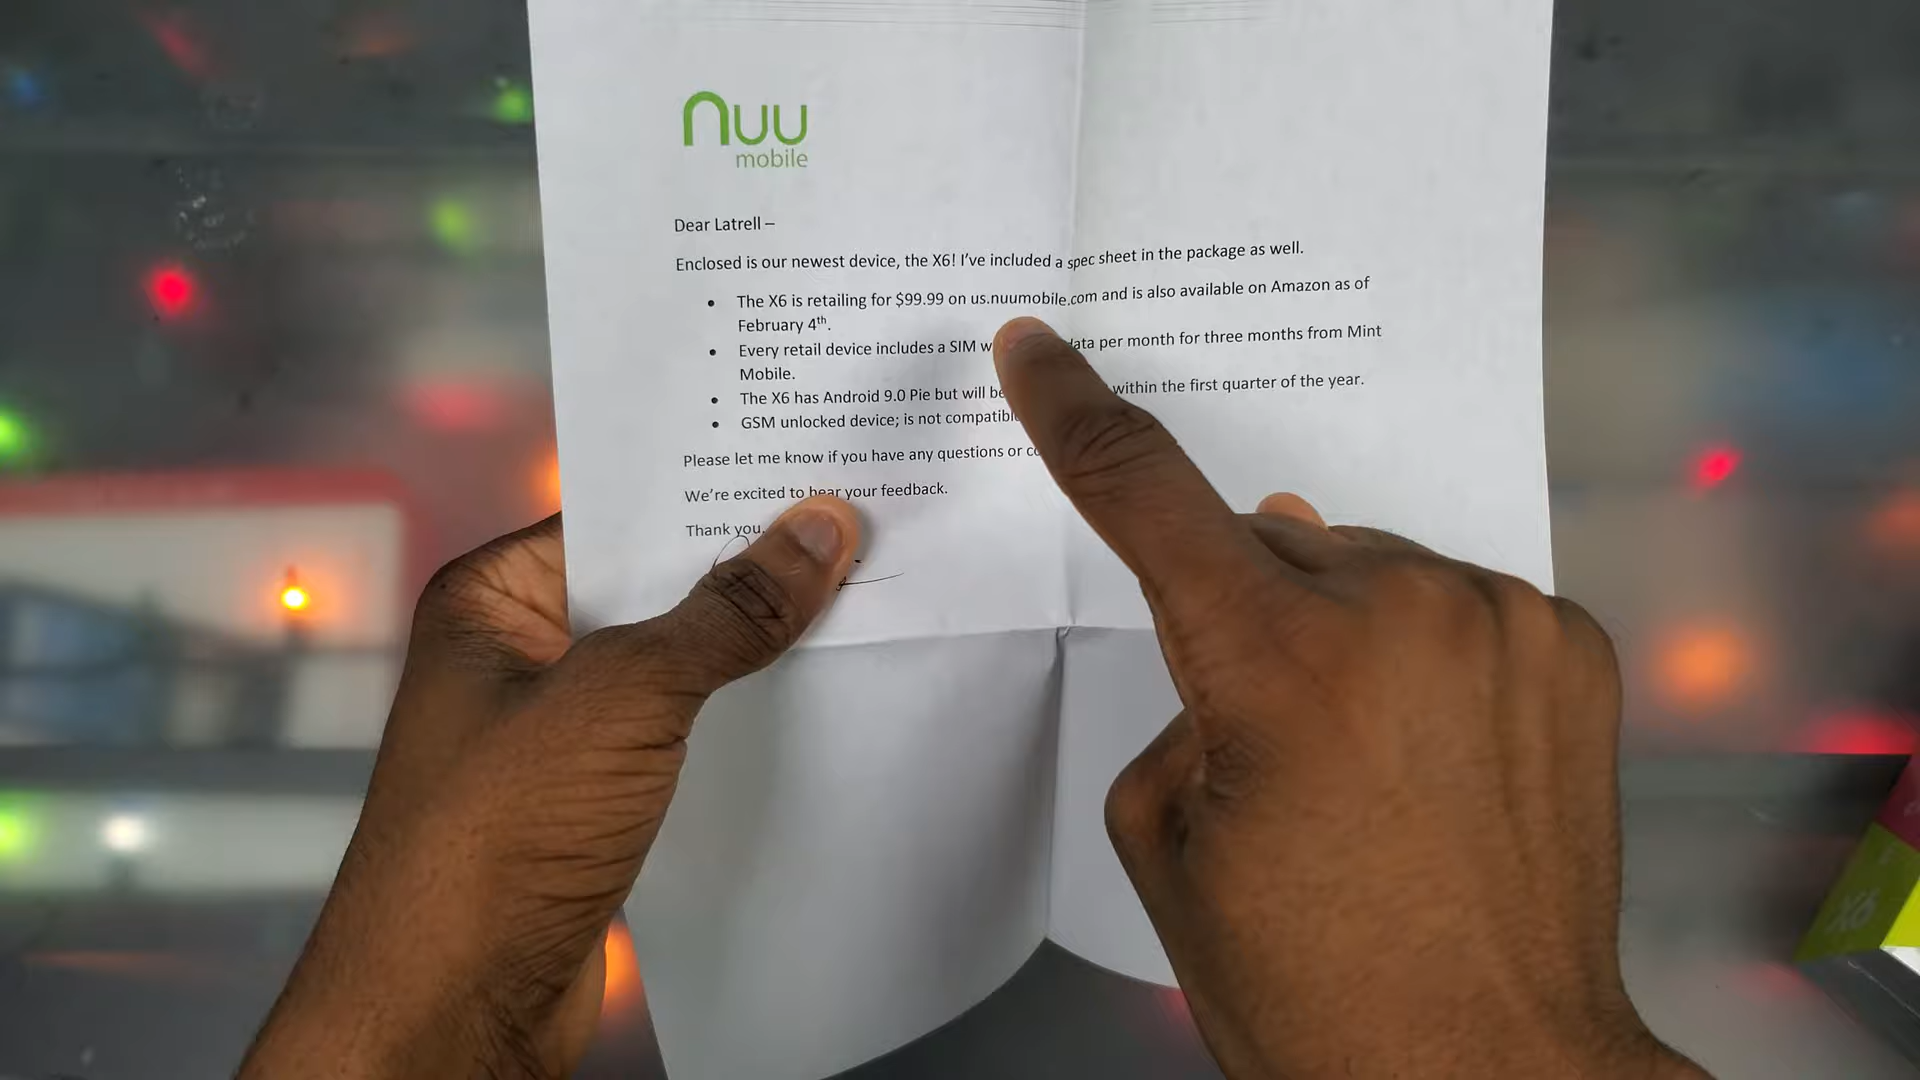 nuu
mobile
Dear Latrell –
Enclosed is our newest device, the X6! I've included a spec sheet in the package as well.
• The X6 is retailing for $99.99 on us.nuumobile.com and is also available on Amazon as of
February 4th.
• Every retail device includes a SIM data per month for three months from Mint
Mobile.
• The X6 has Android 9.0 Pie but will be within the first quarter of the year.
• GSM unlocked device; is not
Please let me know if you have any questions or
We're excited to hear your feedback.
Thank you.
X6